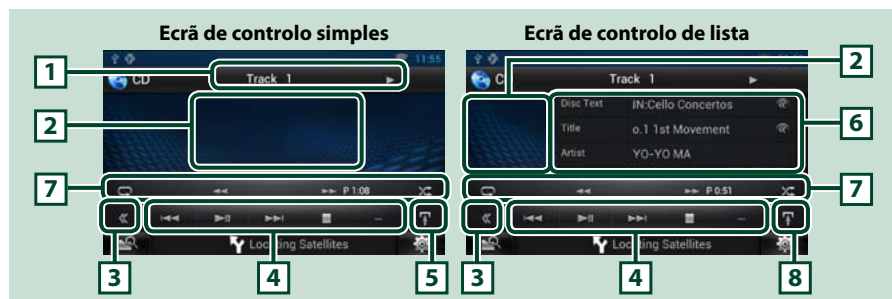 Ecrã de controlo simples
Ecrã de controlo de lista
11:55
CD
Track 1
1
2
P 1:08
7
Locating Satellites
3
4
5
C
Track 1
2
Disc Text
IN:Cello Concertos
Title
o.1 1st Movement
Artist
YO-YO MA
6
P 0:51
7
Locating Satellites
3
4
8